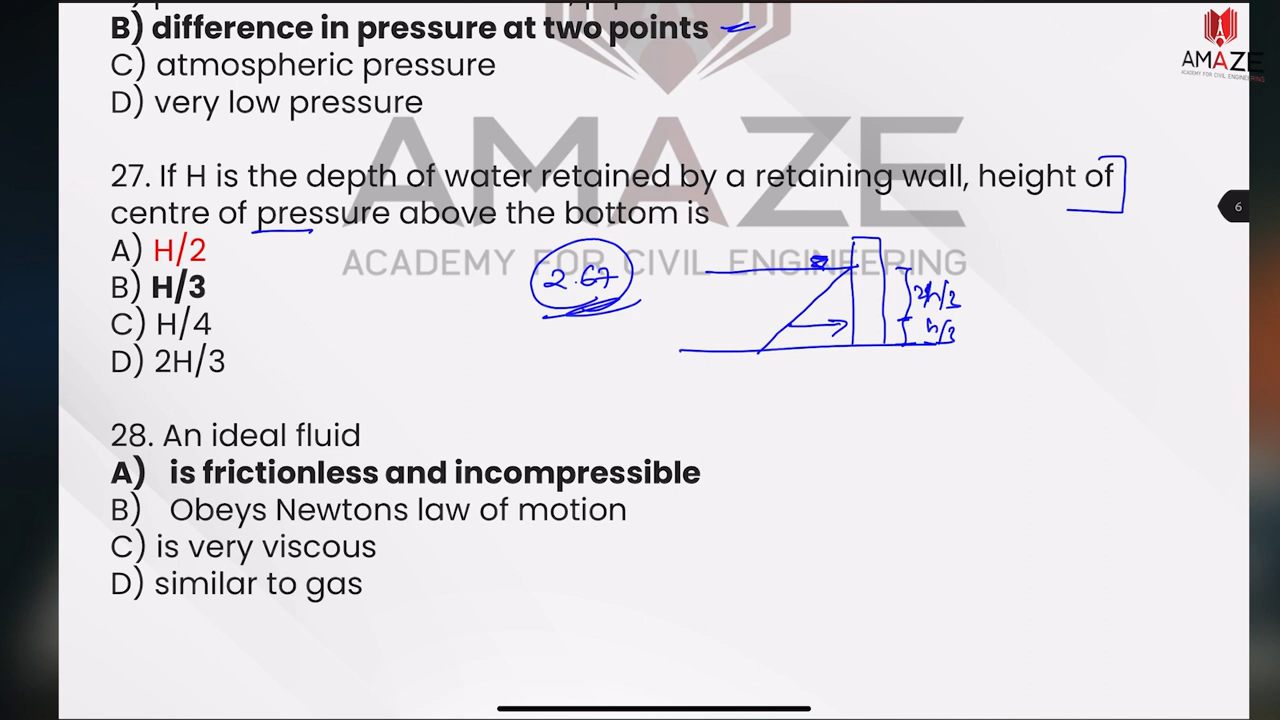 B) difference in pressure at two points
C) atmospheric pressure
D) very low pressure
AMAZE
ACADEMY FOR CIVIL ENGINEERING
27. If H is the depth of water retained by a retaining wall, height of
centre of pressure above the bottom is
A) H/2
B) H/3
C) H/4
D) 2H/3
2.67
2h/3
h/3
AMAZE
ACADEMY FOR CIVIL ENGINEERING
6
28. An ideal fluid
A) is frictionless and incompressible
B) Obeys Newtons law of motion
C) is very viscous
D) similar to gas